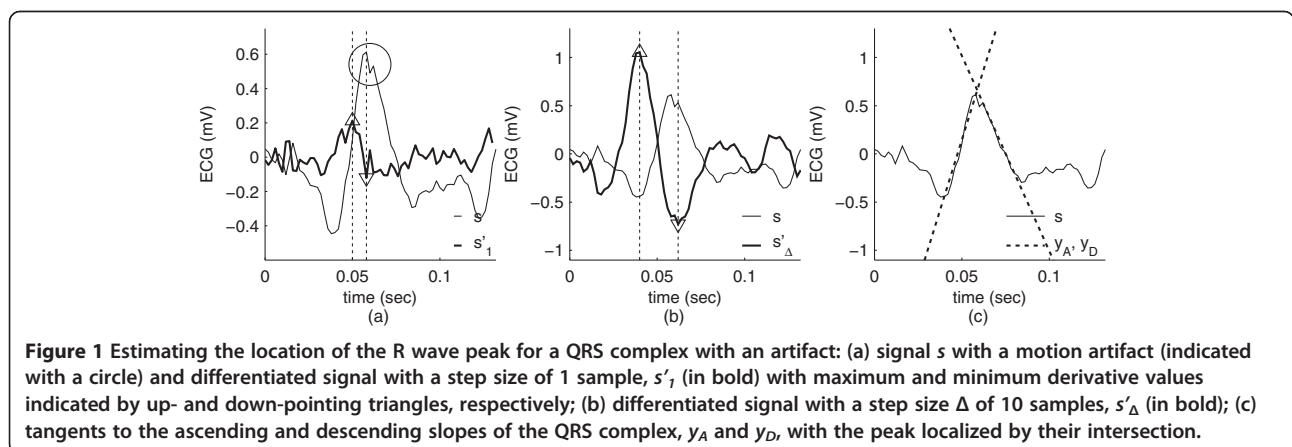 ECG (mV)
0.6
0.4
0.2
0
−0.2
−0.4
s
s'1
0
0.05
0.1
time (sec)
(a)
ECG (mV)
1
0.5
0
−0.5
−1
s
s'Δ
0
0.05
0.1
time (sec)
(b)
ECG (mV)
1
0.5
0
−0.5
−1
s
y_A, y_D
0
0.05
0.1
time (sec)
(c)
Figure 1 Estimating the location of the R wave peak for a QRS complex with an artifact: (a) signal s with a motion artifact (indicated
with a circle) and differentiated signal with a step size of 1 sample, s′1 (in bold) with maximum and minimum derivative values
indicated by up- and down-pointing triangles, respectively; (b) differentiated signal with a step size Δ of 10 samples, s′Δ (in bold); (c)
tangents to the ascending and descending slopes of the QRS complex, yA and yD, with the peak localized by their intersection.